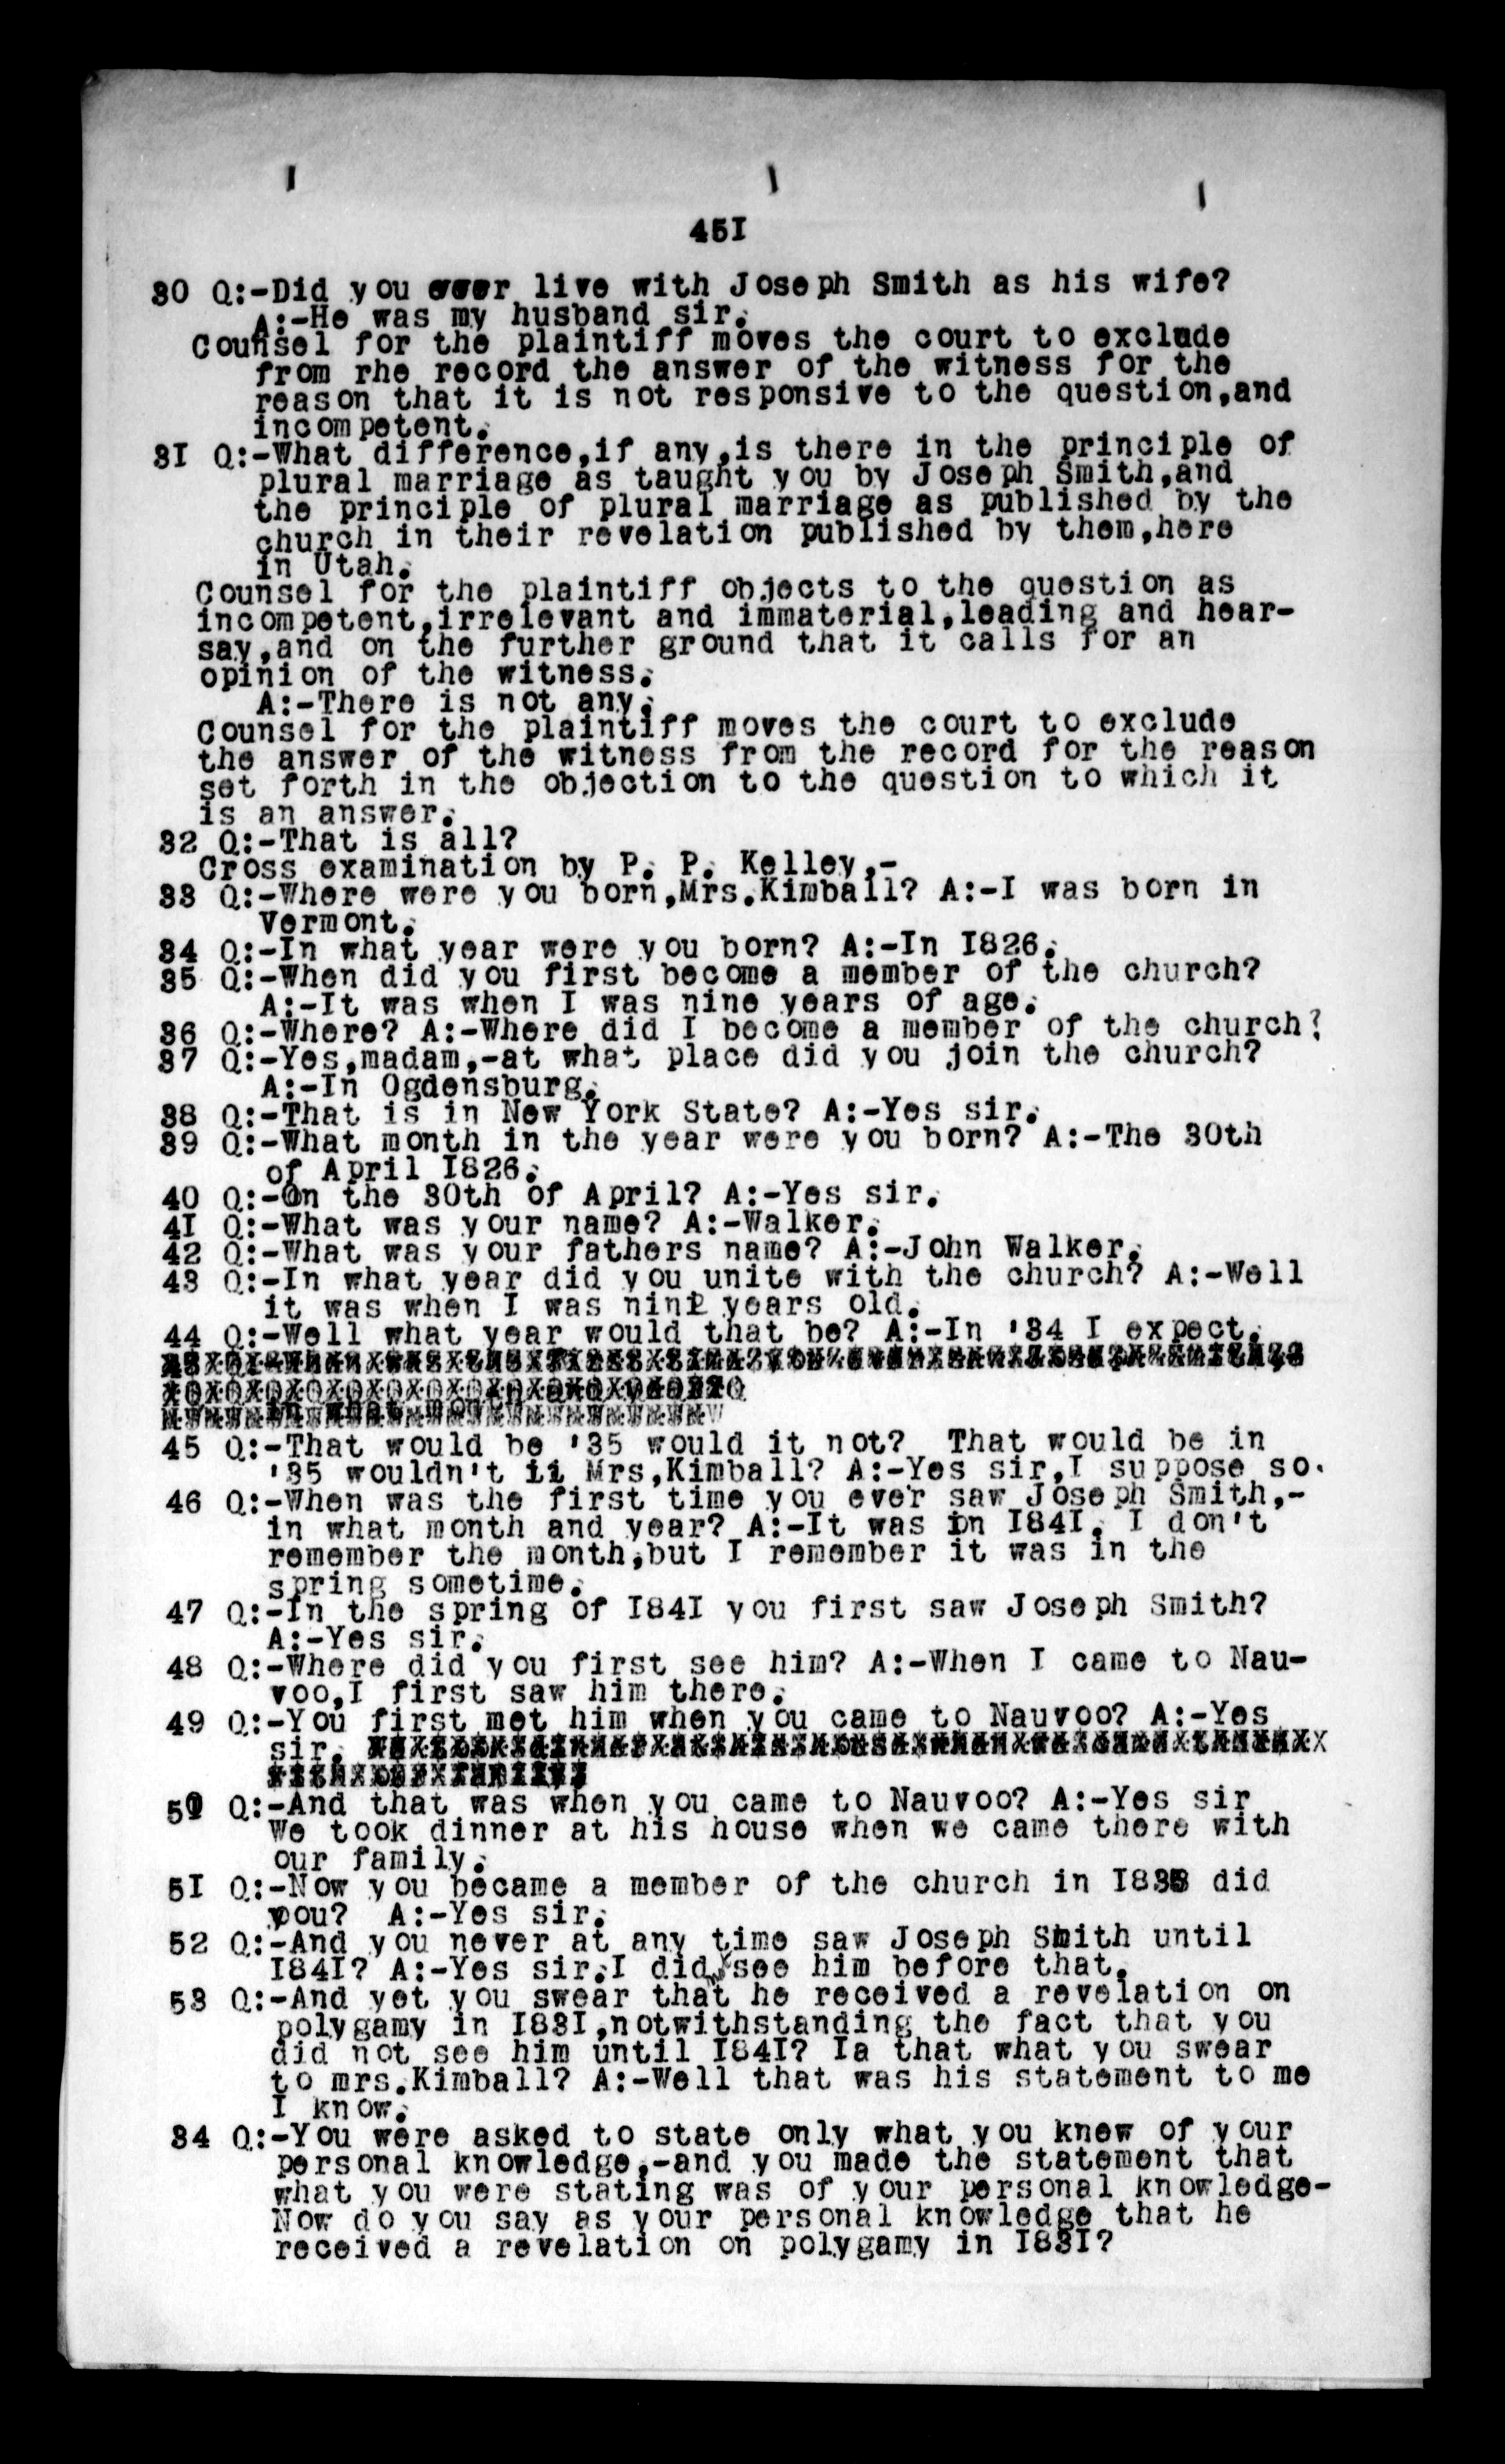 451
30 Q:-Did you ever live with Joseph Smith as his wife?
A:-He was my husband sir.
Counsel for the plaintiff moves the court to exclude
from rhe record the answer of the witness for the
reason that it is not responsive to the question,and
incompetent.
31 Q:-What difference,if any,is there in the principle of
plural marriage as taught you by Joseph Smith,and
the principle of plural marriage as published by the
church in their revelation published by them,here
in Utah.
Counsel for the plaintiff objects to the question as
incompetent,irrelevant and immaterial,leading and hear-
say,and on the further ground that it calls for an
opinion of the witness.
A:-There is not any.
Counsel for the plaintiff moves the court to exclude
the answer of the witness from the record for the reason
set forth in the objection to the question to which it
is an answer.
32 Q:-That is all?
Cross examination by P. P. Kelley,-
33 Q:-Where were you born,Mrs.Kimball? A:-I was born in
Vermont.
34 Q:-In what year were you born? A:-In 1826.
35 Q:-When did you first become a member of the church?
A:-It was when I was nine years of age.
36 Q:-Where? A:-Where did I become a member of the church?
37 Q:-Yes,madam,-at what place did you join the church?
A:-In Ogdensburg.
38 Q:-That is in New York State? A:-Yes sir.
39 Q:-What month in the year were you born? A:-The 30th
of April 1826.
40 Q:-On the 30th of April? A:-Yes sir.
41 Q:-What was your name? A:-Walker.
42 Q:-What was your fathers name? A:-John Walker.
43 Q:-In what year did you unite with the church? A:-Well
it was when I was nine years old.
44 Q:-Well what year would that be? A:-In '34 I expect.
45 Q:-That would be '35 would it not? That would be in
'35 wouldn't it Mrs,Kimball? A:-Yes sir,I suppose so.
46 Q:-When was the first time you ever saw Joseph Smith,-
in what month and year? A:-It was in 1841. I don't
remember the month,but I remember it was in the
spring sometime.
47 Q:-In the spring of 1841 you first saw Joseph Smith?
A:-Yes sir.
48 Q:-Where did you first see him? A:-When I came to Nau-
voo,I first saw him there.
49 Q:-You first met him when you came to Nauvoo? A:-Yes
sir.
50 Q:-And that was when you came to Nauvoo? A:-Yes sir
We took dinner at his house when we came there with
our family.
51 Q:-Now you became a member of the church in 1835 did
you? A:-Yes sir.
52 Q:-And you never at any time saw Joseph Smith until
1841? A:-Yes sir.I did see him before that.
53 Q:-And yet you swear that he received a revelation on
polygamy in 1831,notwithstanding the fact that you
did not see him until 1841? Ia that what you swear
to mrs.Kimball? A:-Well that was his statement to me
I know.
34 Q:-You were asked to state only what you knew of your
personal knowledge,-and you made the statement that
what you were stating was of your personal knowledge-
Now do you say as your personal knowledge that he
received a revelation on polygamy in 1831?